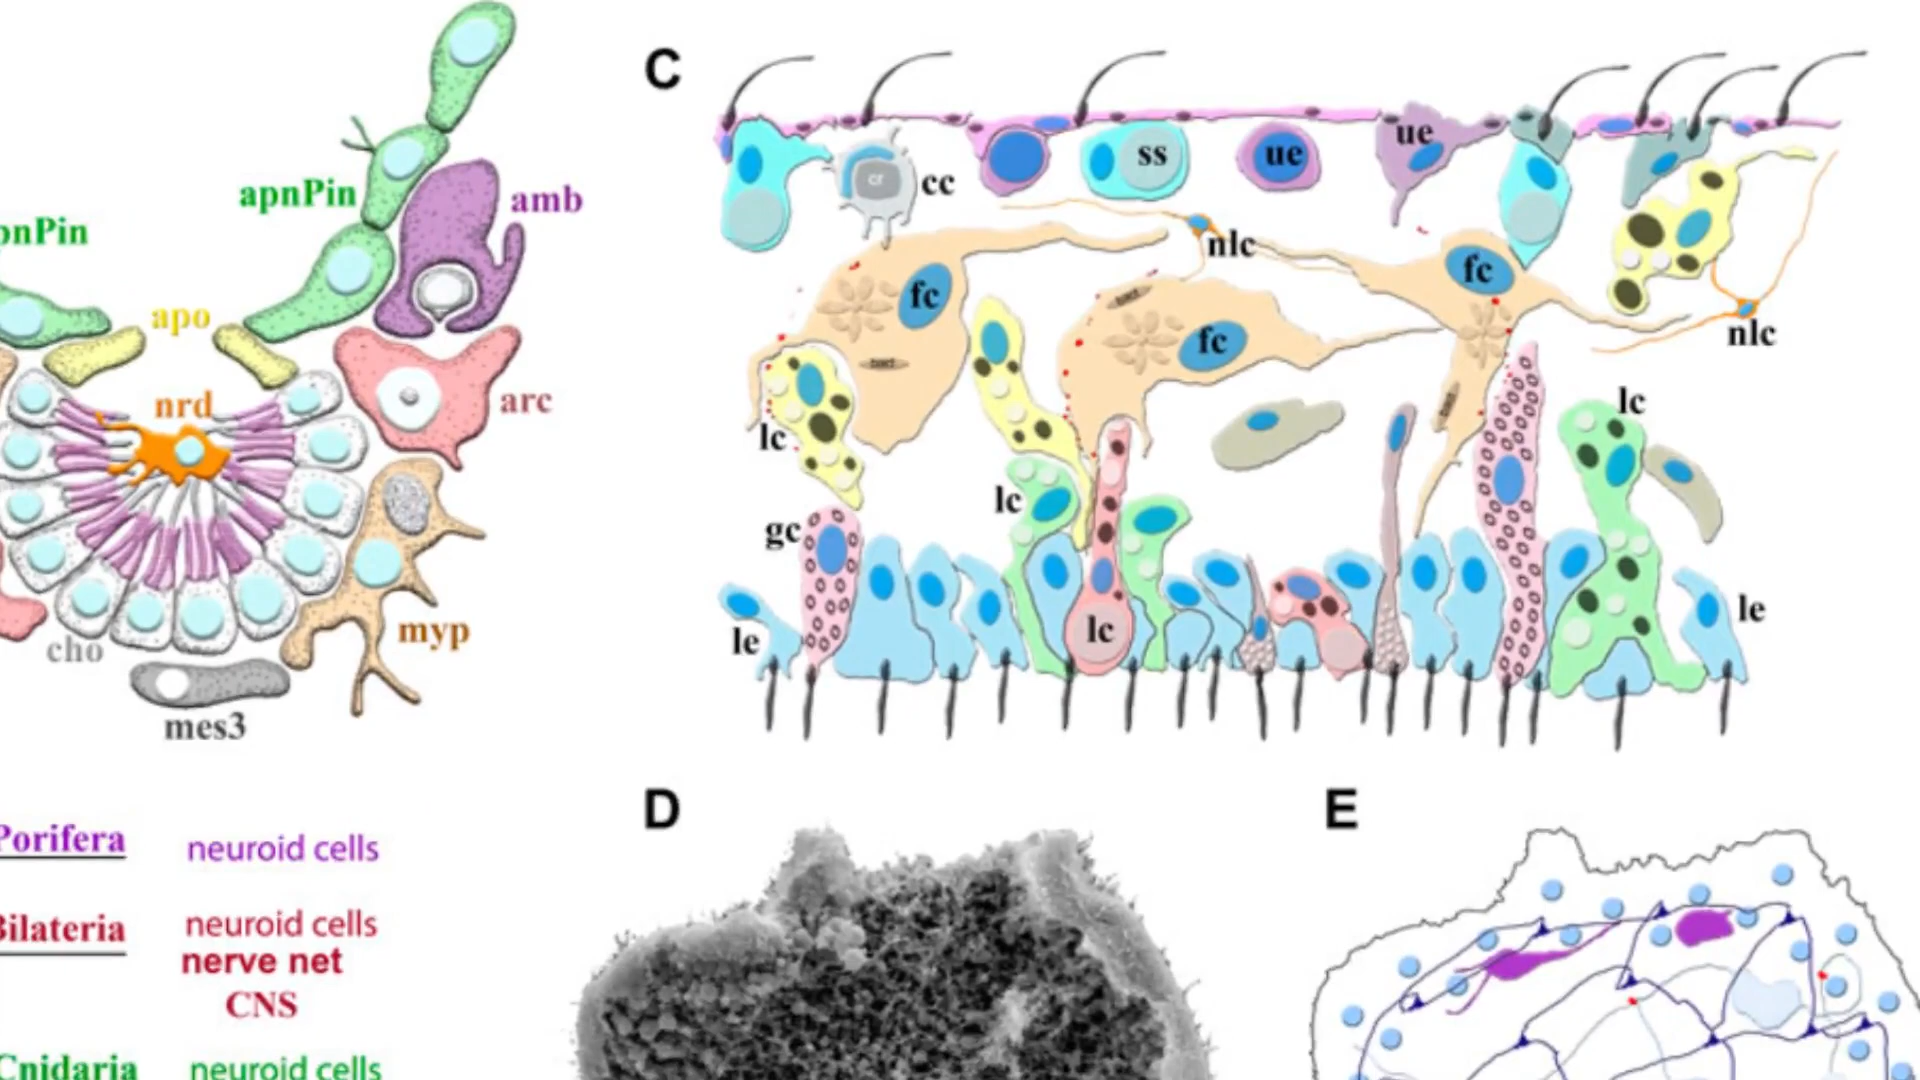 C
ue
ss
ue
cr
cc
apnPin
amb
nlc
fc
fc
apo
fc
nlc
nrd
arc
lc
lc
lc
gc
cho
myp
le
lc
le
mes3
D
E
Porifera neuroid cells
Bilateria neuroid cells
nerve net
CNS
Cnidaria neuroid cells